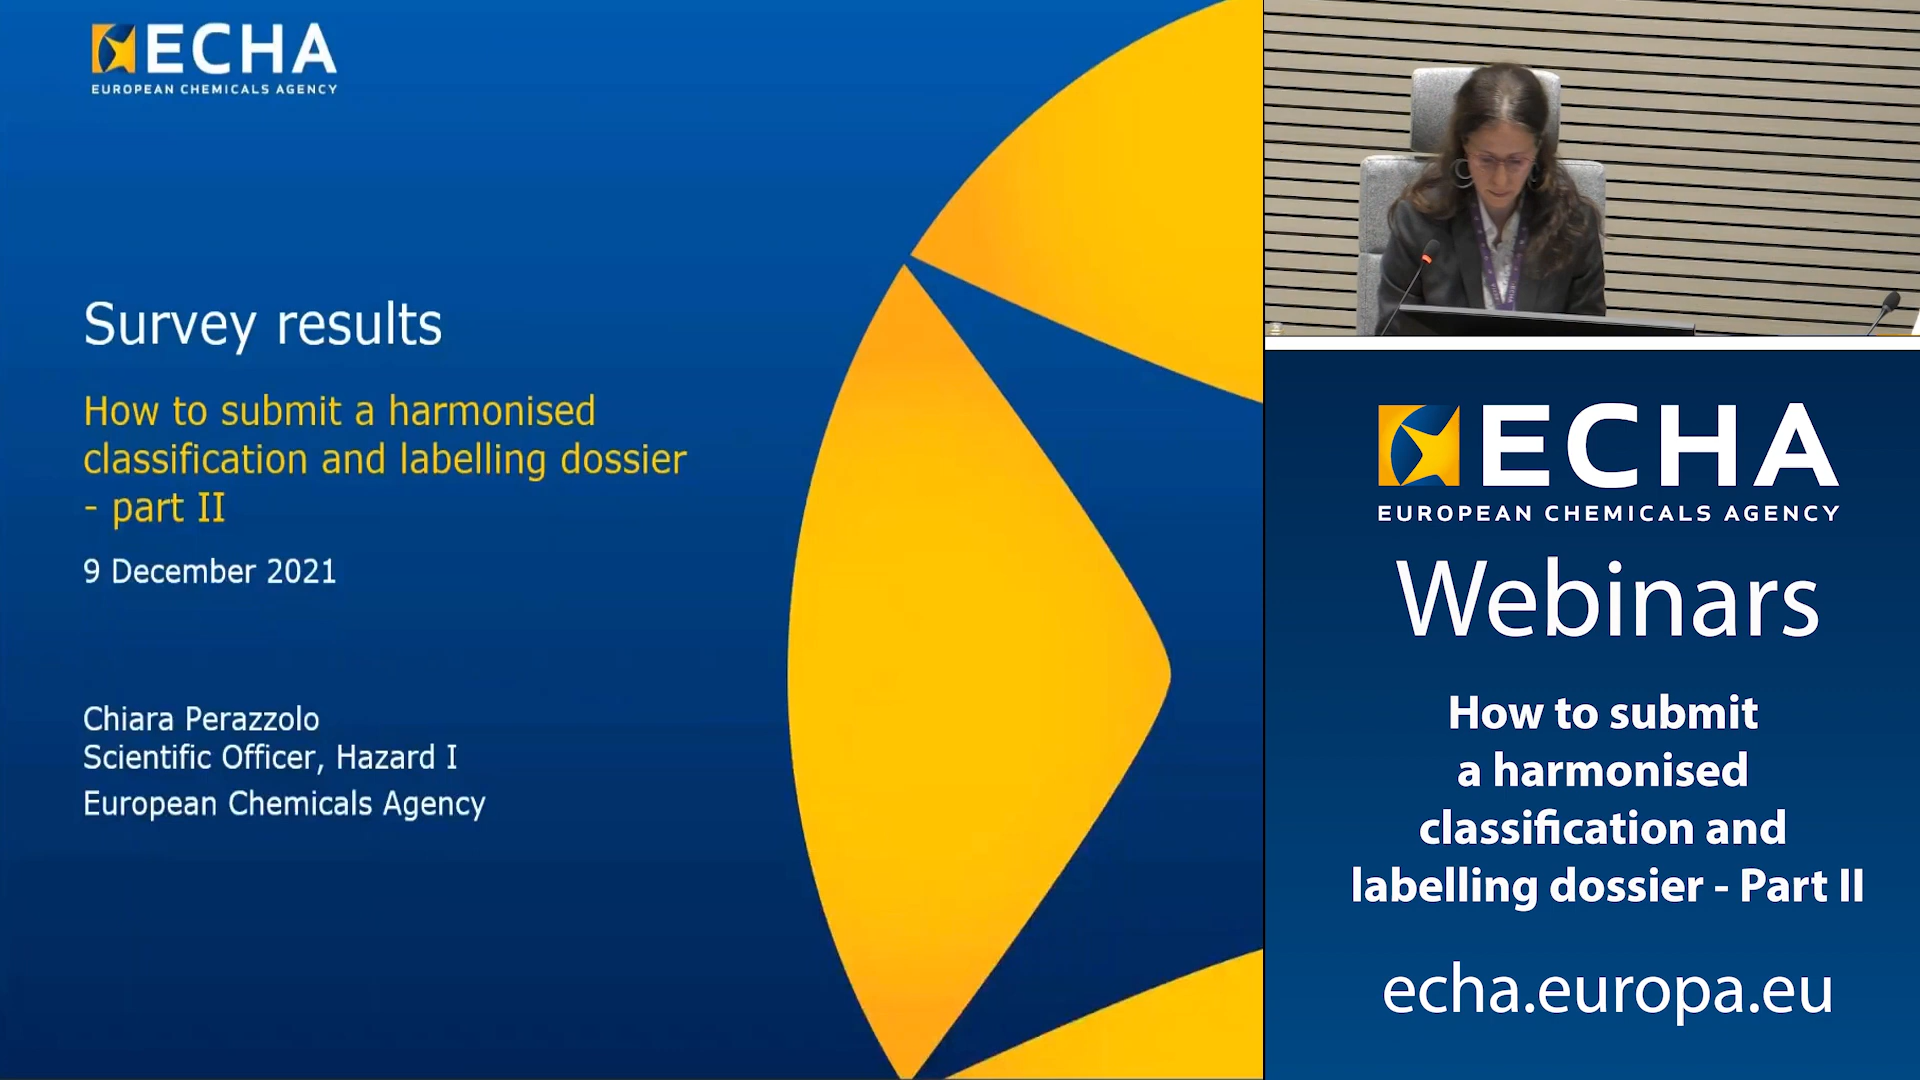 ECHA
EUROPEAN CHEMICALS AGENCY
Survey results
How to submit a harmonised
classification and labelling dossier
- part II
9 December 2021
Chiara Perazzolo
Scientific Officer, Hazard I
European Chemicals Agency
ECHA
EUROPEAN CHEMICALS AGENCY
Webinars
How to submit
a harmonised
classification and
labelling dossier - Part II
echa.europa.eu